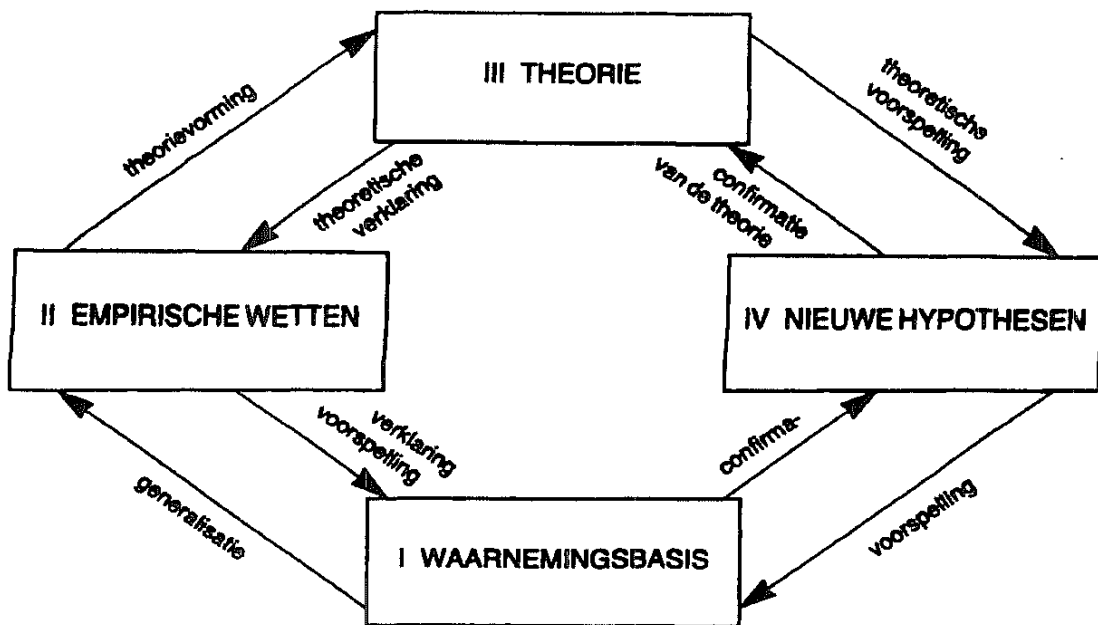 III THEORIE
theorievorming
theoretische
verklaring
confirmatie
van de theorie
theoretische
voorspelling
II EMPIRISCHE WETTEN
IV NIEUWE HYPOTHESEN
generalisatie
verklaring
voorspelling
confirma-
voorspelling
I WAARNEMINGSBASIS